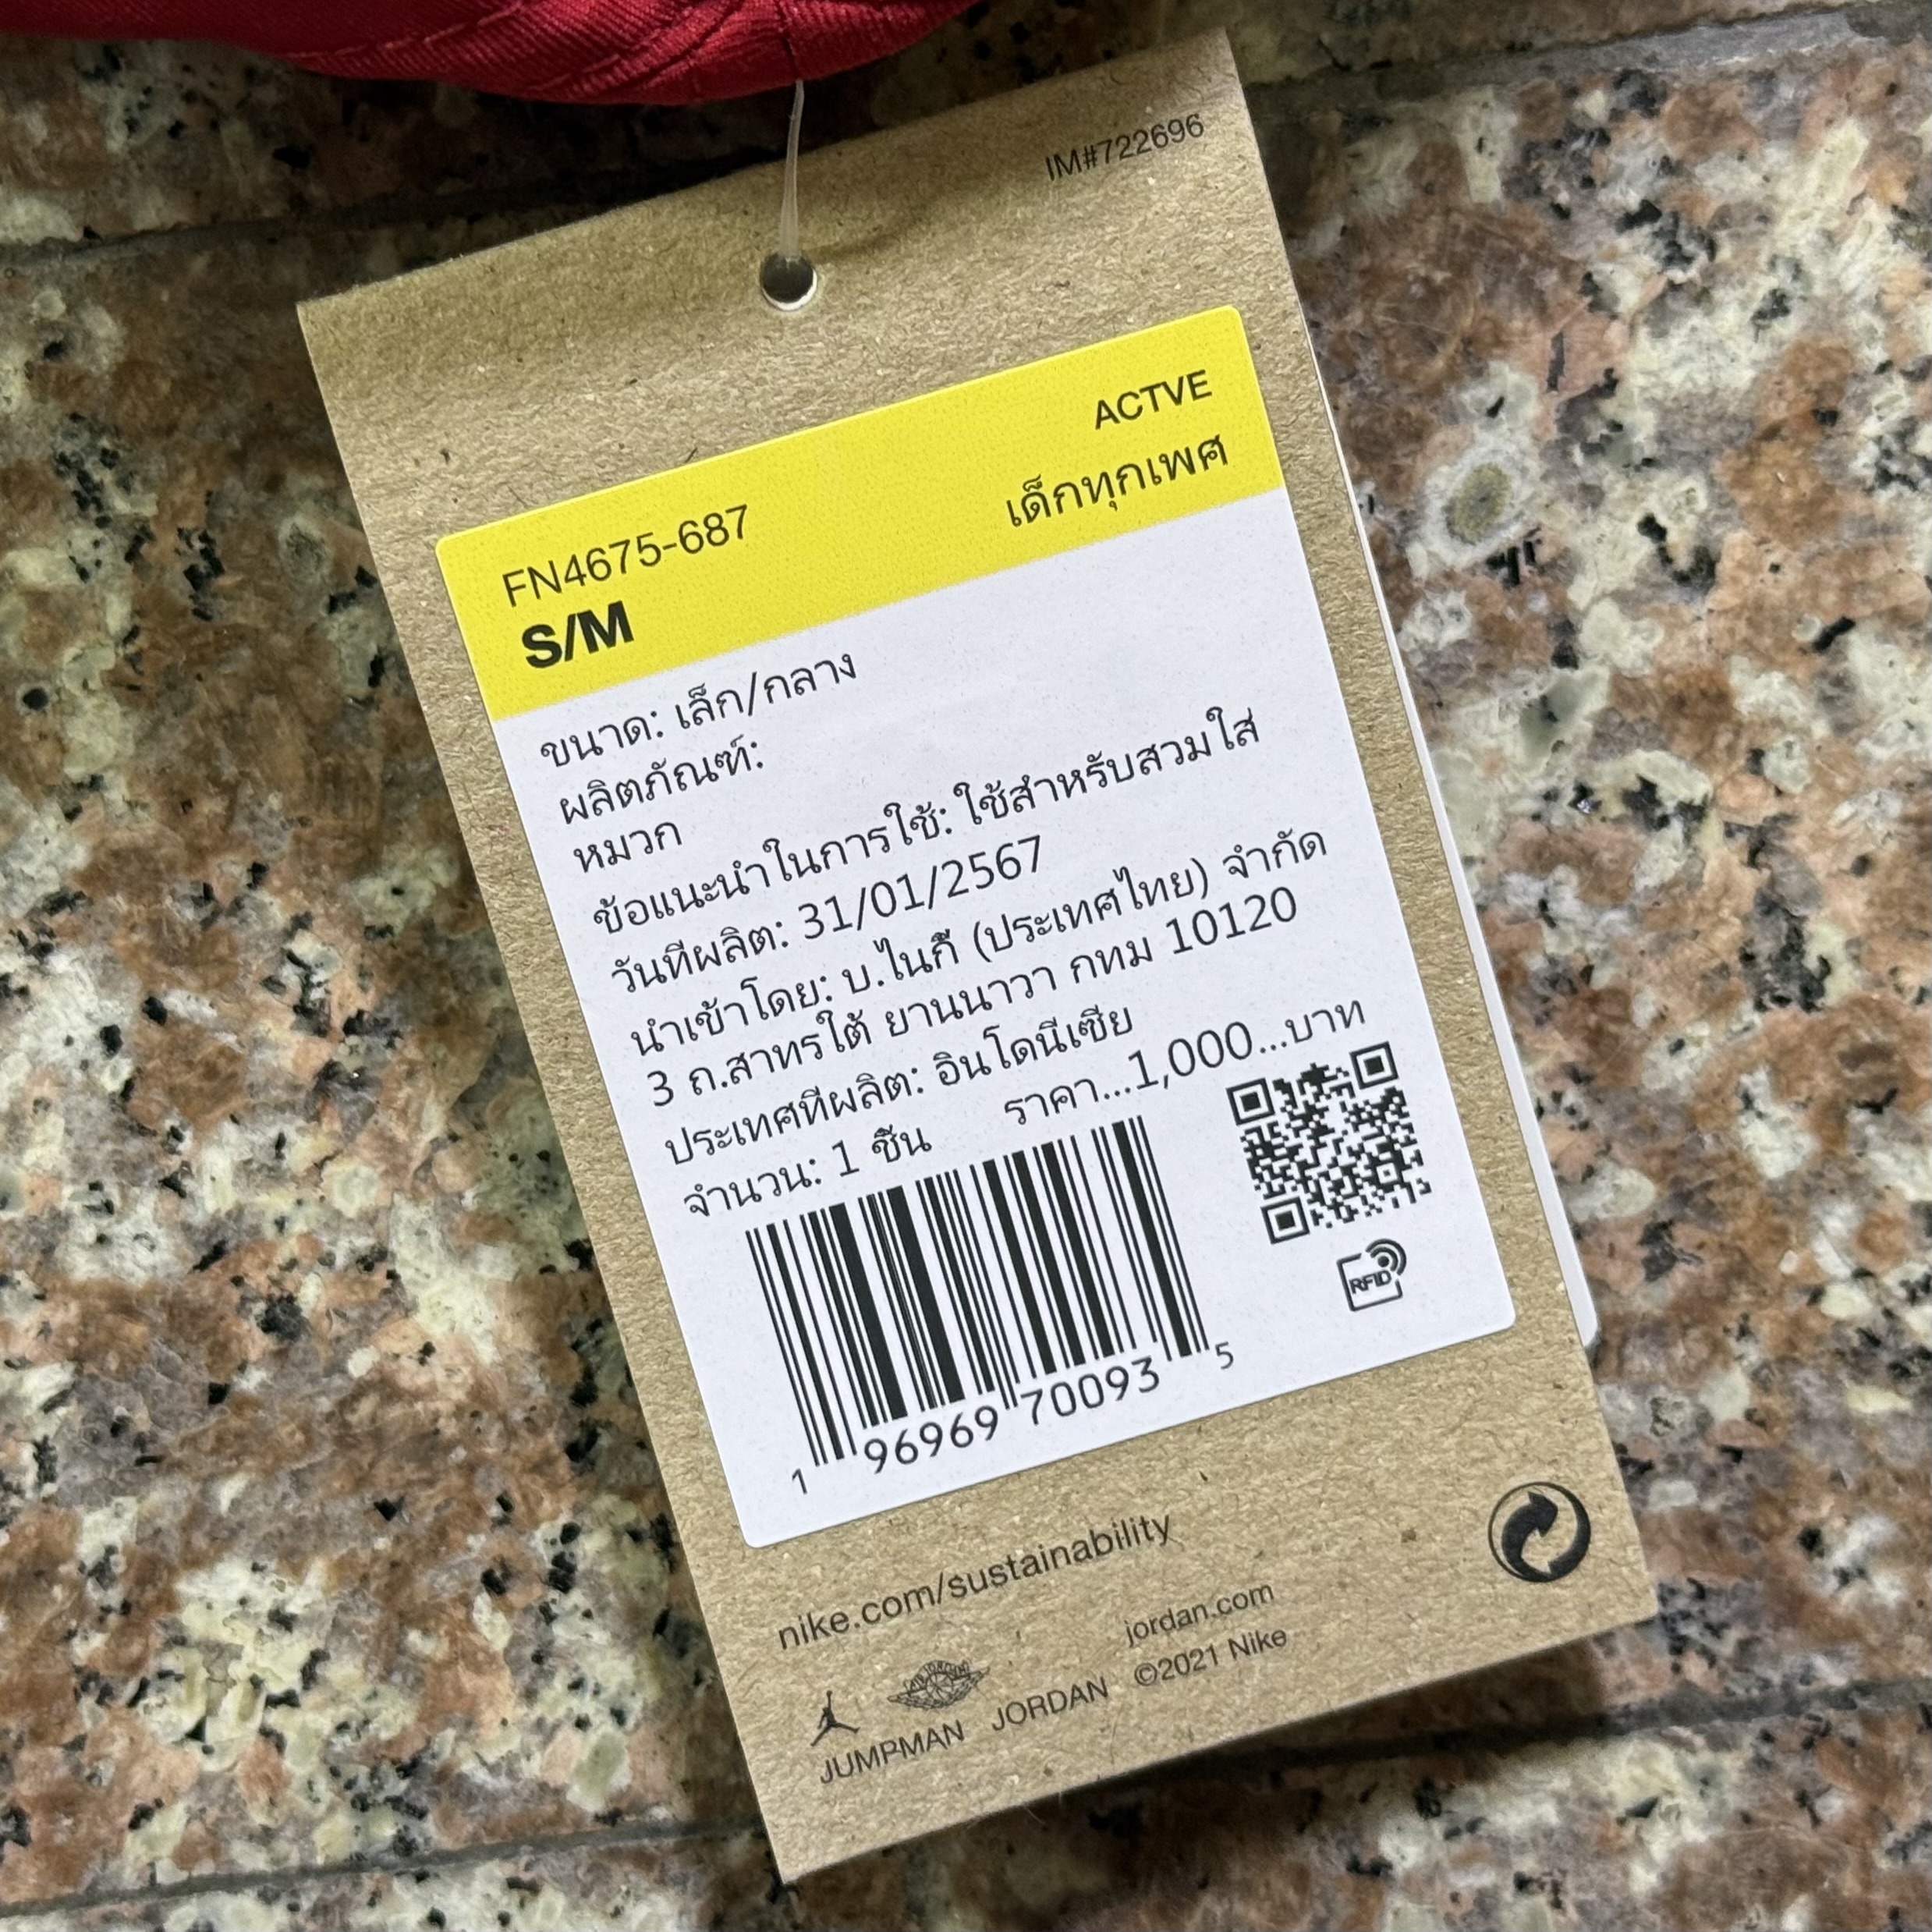 IM#722696
ACTVE
FN4675-687 เด็กทุกเพศ
S/M
ขนาด: เล็ก/กลาง
ผลิตภัณฑ์:
หมวก
ข้อแนะนำในการใช้: ใช้สำหรับสวมใส่
วันที่ผลิต: 31/01/2567
นำเข้าโดย: บ.ไนกี้ (ประเทศไทย) จำกัด
3 ถ.สาทรใต้ ยานนาวา กทม 10120
ประเทศที่ผลิต: อินโดนีเซีย
จำนวน: 1 ชิ้น ราคา...1,000...บาท
RFID
1 96969 70093 5
nike.com/sustainability
jordan.com
JUMPMAN JORDAN ©2021 Nike